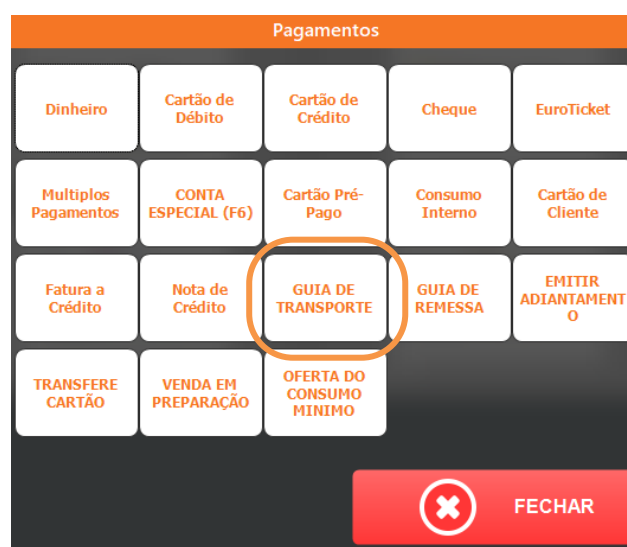 Pagamentos
Dinheiro
Cartão de
Débito
Cartão de
Crédito
Cheque
EuroTicket
Multiplos
Pagamentos
CONTA
ESPECIAL (F6)
Cartão Pré-
Pago
Consumo
Interno
Cartão de
Cliente
Fatura a
Crédito
Nota de
Crédito
GUIA DE
TRANSPORTE
GUIA DE
REMESSA
EMITIR
ADIANTAMENT
O
TRANSFERE
CARTÃO
VENDA EM
PREPARAÇÃO
OFERTA DO
CONSUMO
MINIMO
FECHAR